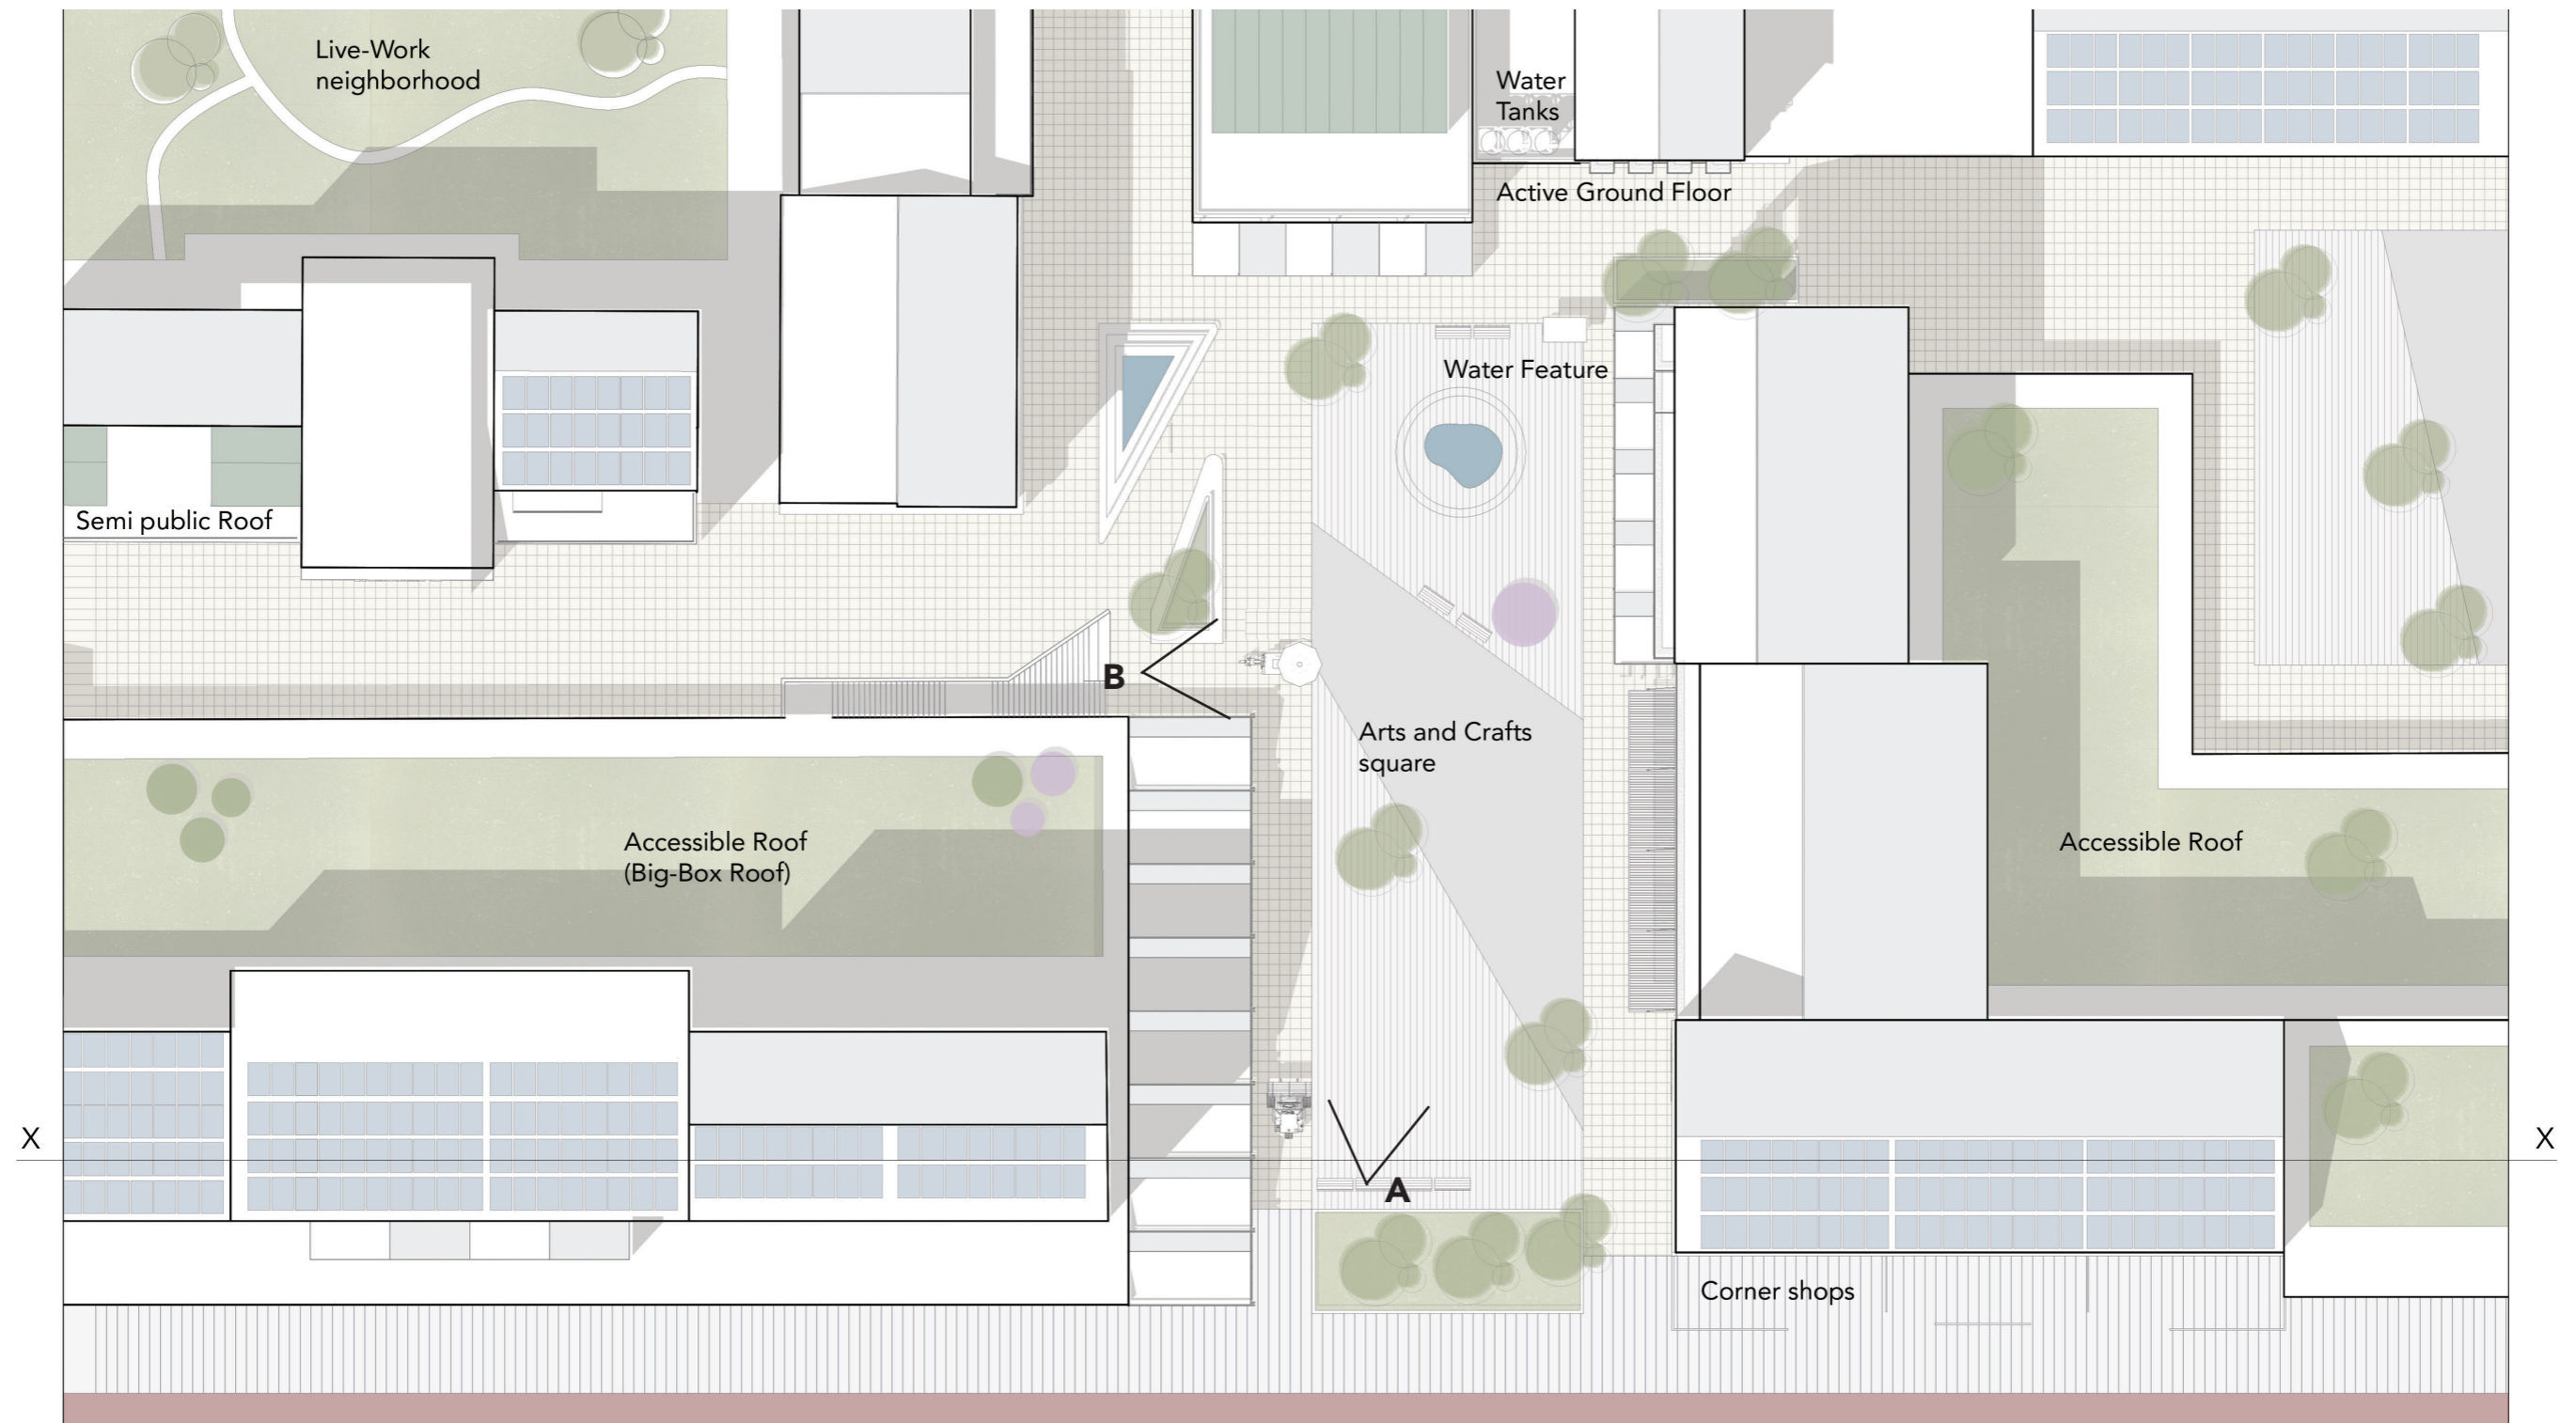 Live-Work
neighborhood
Water
Tanks
Active Ground Floor
Water Feature
Semi public Roof
B
Arts and Crafts
square
Accessible Roof
(Big-Box Roof)
Accessible Roof
X
X
A
Corner shops